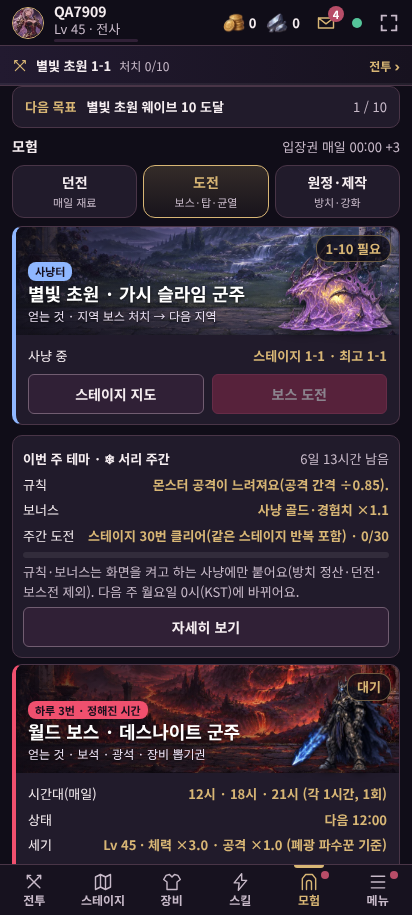 QA7909
Lv 45 · 전사
0
0
4
별빛 초원 1-1 처치 0/10
전투 ›
다음 목표 별빛 초원 웨이브 10 도달
1 / 10
모험
입장권 매일 00:00 +3
던전
매일 재료
도전
보스·탑·균열
원정·제작
방치·강화
1-10 필요
사냥터
별빛 초원 · 가시 슬라임 군주
얻는 것 · 지역 보스 처치 → 다음 지역
사냥 중
스테이지 1-1 · 최고 1-1
스테이지 지도
보스 도전
이번 주 테마 · ❄ 서리 주간
6일 13시간 남음
규칙
몬스터 공격이 느려져요(공격 간격 ÷0.85).
보너스
사냥 골드·경험치 ×1.1
주간 도전
스테이지 30번 클리어(같은 스테이지 반복 포함) · 0/30
규칙·보너스는 화면을 켜고 하는 사냥에만 붙어요(방치 정산·던전·
보스전 제외). 다음 주 월요일 0시(KST)에 바뀌어요.
자세히 보기
대기
하루 3번 · 정해진 시간
월드 보스 · 데스나이트 군주
얻는 것 · 보석 · 광석 · 장비 뽑기권
시간대(매일)
12시 · 18시 · 21시 (각 1시간, 1회)
상태
다음 12:00
세기
Lv 45 · 체력 ×3.0 · 공격 ×1.0 (폐광 파수꾼 기준)
전투
스테이지
장비
스킬
모험
메뉴